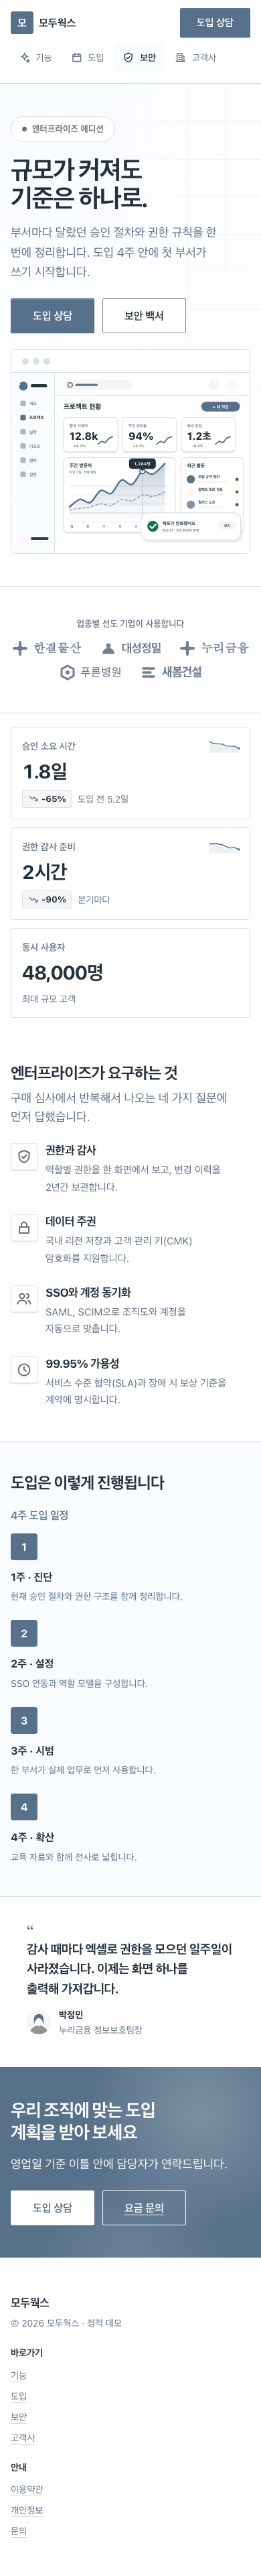 모 모두웍스
도입 상담
기능
도입
보안
고객사
엔터프라이즈 에디션
규모가 커져도
기준은 하나로.
부서마다 달랐던 승인 절차와 권한 규칙을 한
번에 정리합니다. 도입 4주 안에 첫 부서가
쓰기 시작합니다.
도입 상담
보안 백서
프로젝트 현황
프로젝트
12.8k
94%
1.2초
주간 방문자
1,284명
최근 활동
배포가 완료됐어요
업종별 선도 기업이 사용합니다
한결물산
대성정밀
누리금융
푸른병원
새봄건설
승인 소요 시간
1.8일
-65% 도입 전 5.2일
권한 감사 준비
2시간
-90% 분기마다
동시 사용자
48,000명
최대 규모 고객
엔터프라이즈가 요구하는 것
구매 심사에서 반복해서 나오는 네 가지 질문에
먼저 답했습니다.
권한과 감사
역할별 권한을 한 화면에서 보고, 변경 이력을
2년간 보관합니다.
데이터 주권
국내 리전 저장과 고객 관리 키(CMK)
암호화를 지원합니다.
SSO와 계정 동기화
SAML, SCIM으로 조직도와 계정을
자동으로 맞춥니다.
99.95% 가용성
서비스 수준 협약(SLA)과 장애 시 보상 기준을
계약에 명시합니다.
도입은 이렇게 진행됩니다
4주 도입 일정
1
1주 · 진단
현재 승인 절차와 권한 구조를 함께 정리합니다.
2
2주 · 설정
SSO 연동과 역할 모델을 구성합니다.
3
3주 · 시범
한 부서가 실제 업무로 먼저 사용합니다.
4
4주 · 확산
교육 자료와 함께 전사로 넓힙니다.
“
감사 때마다 엑셀로 권한을 모으던 일주일이
사라졌습니다. 이제는 화면 하나를
출력해 가져갑니다.
박정민
누리금융 정보보호팀장
우리 조직에 맞는 도입
계획을 받아 보세요
영업일 기준 이틀 안에 담당자가 연락드립니다.
도입 상담
요금 문의
모두웍스
© 2026 모두웍스 · 정적 데모
바로가기
기능
도입
보안
고객사
안내
이용약관
개인정보
문의